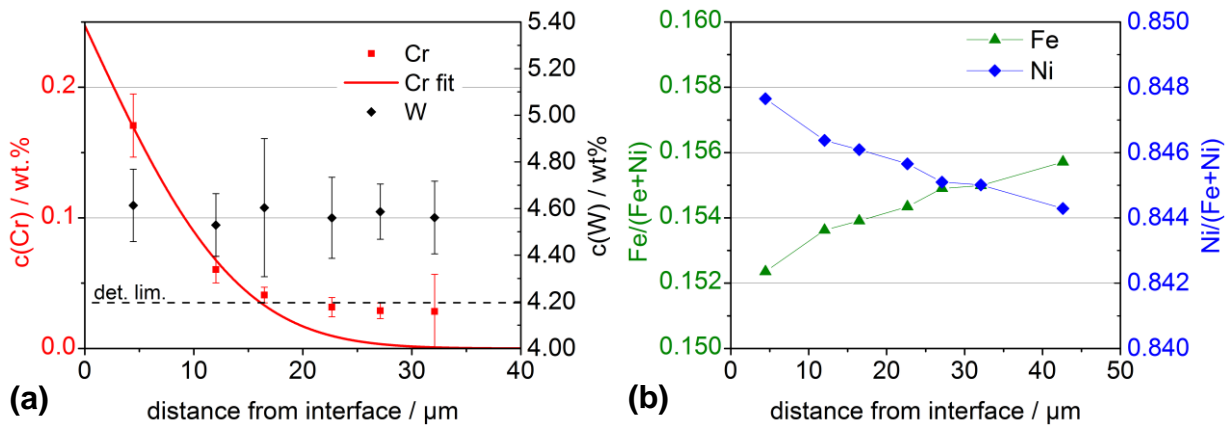 0.2
0.1
0.0
c(Cr) / wt.%
Cr
Cr fit
W
det. lim.
5.40
5.20
5.00
4.80
4.60
4.40
4.20
4.00
c(W) / wt%
0 10 20 30 40
distance from interface / μm
(a)
0.160
0.158
0.156
0.154
0.152
0.150
Fe/(Fe+Ni)
Fe
Ni
0.850
0.848
0.846
0.844
0.842
0.840
Ni/(Fe+Ni)
0 10 20 30 40 50
distance from interface / μm
(b)